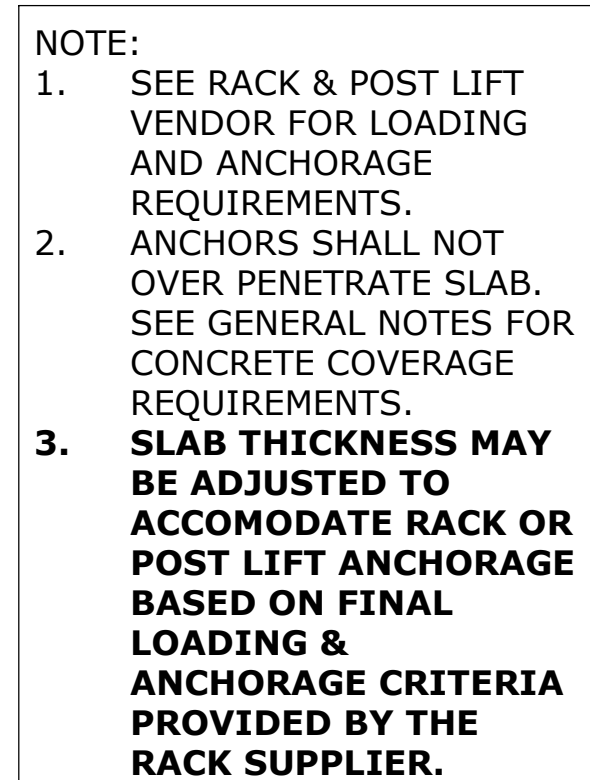 NOTE:
1. SEE RACK & POST LIFT
VENDOR FOR LOADING
AND ANCHORAGE
REQUIREMENTS.
2. ANCHORS SHALL NOT
OVER PENETRATE SLAB.
SEE GENERAL NOTES FOR
CONCRETE COVERAGE
REQUIREMENTS.
3. SLAB THICKNESS MAY
BE ADJUSTED TO
ACCOMODATE RACK OR
POST LIFT ANCHORAGE
BASED ON FINAL
LOADING &
ANCHORAGE CRITERIA
PROVIDED BY THE
RACK SUPPLIER.